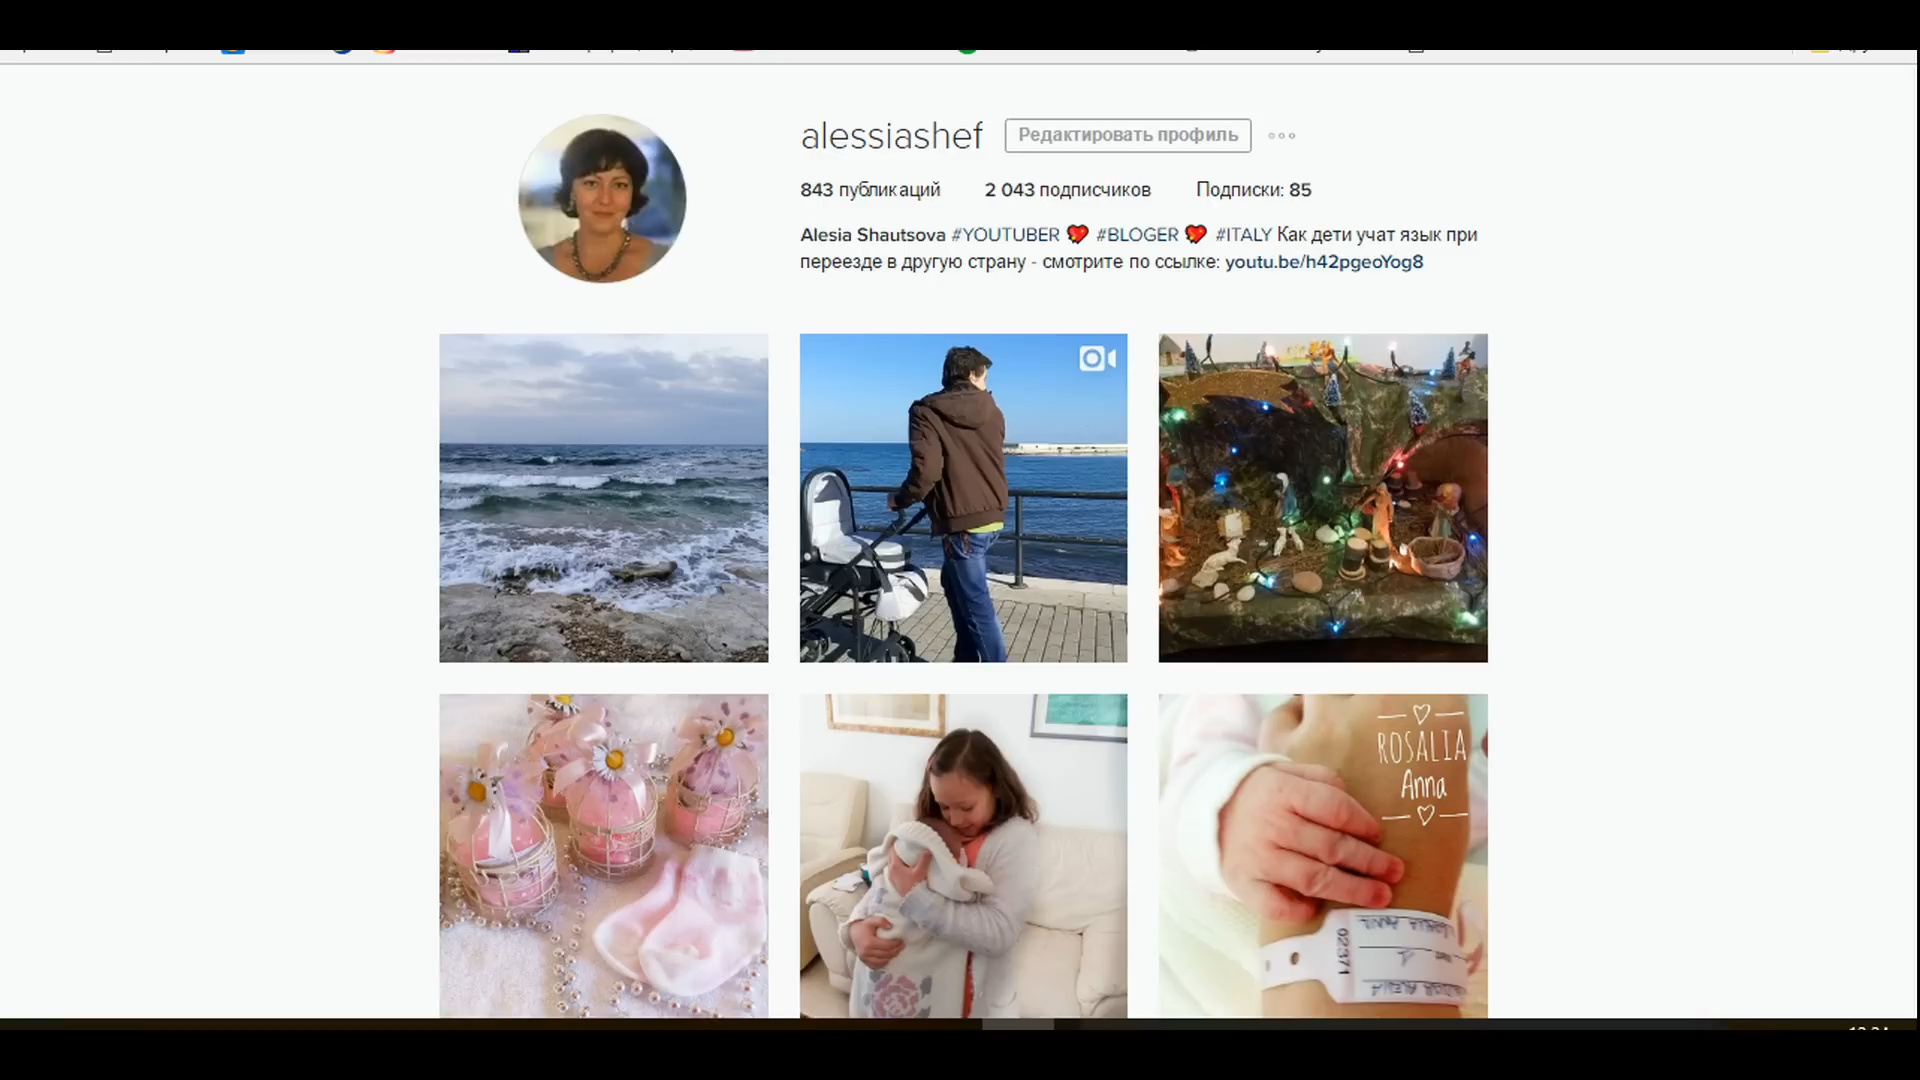 alessiashef Редактировать профиль
843 публикаций 2 043 подписчиков Подписки: 85
Alesia Shautsova #YOUTUBER 💘 #BLOGER 💘 #ITALY Как дети учат язык при
переезде в другую страну - смотрите по ссылке: youtu.be/h42pgeoYog8
ROSALIA
Anna
02371